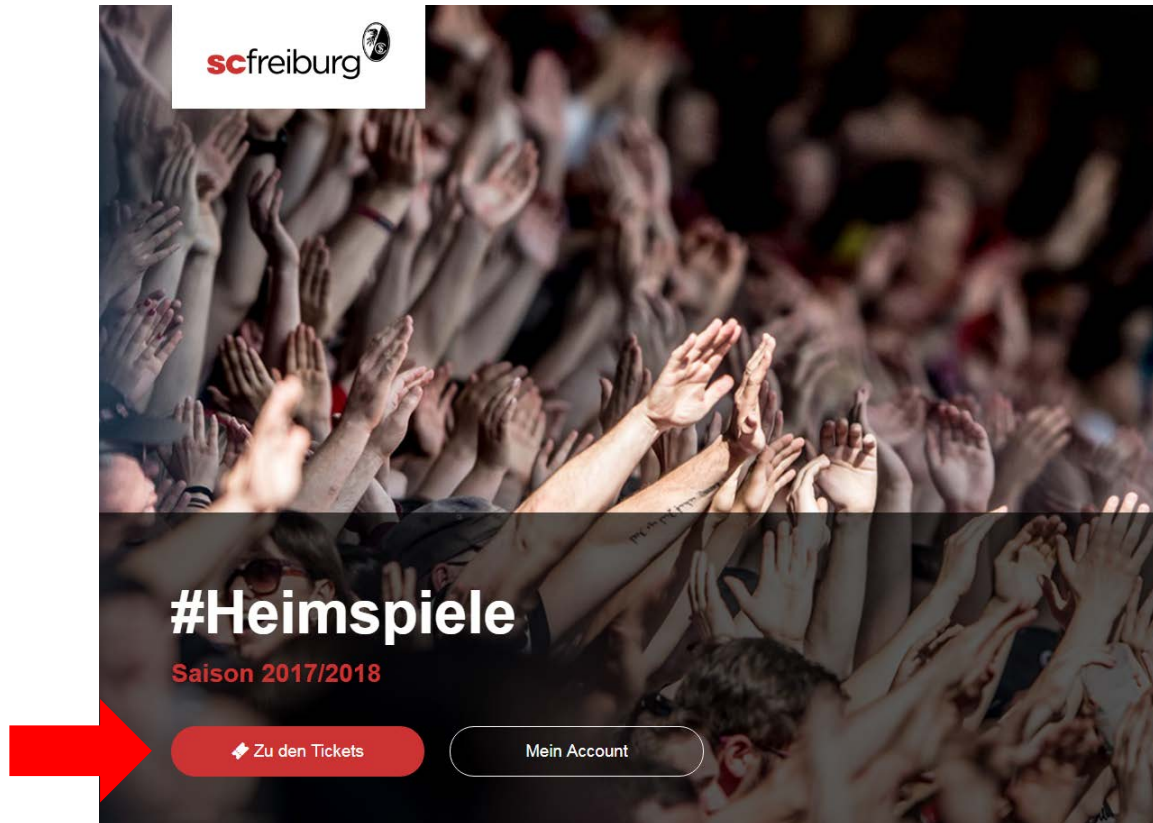 scfreiburg
#Heimspiele
Saison 2017/2018
Zu den Tickets
Mein Account